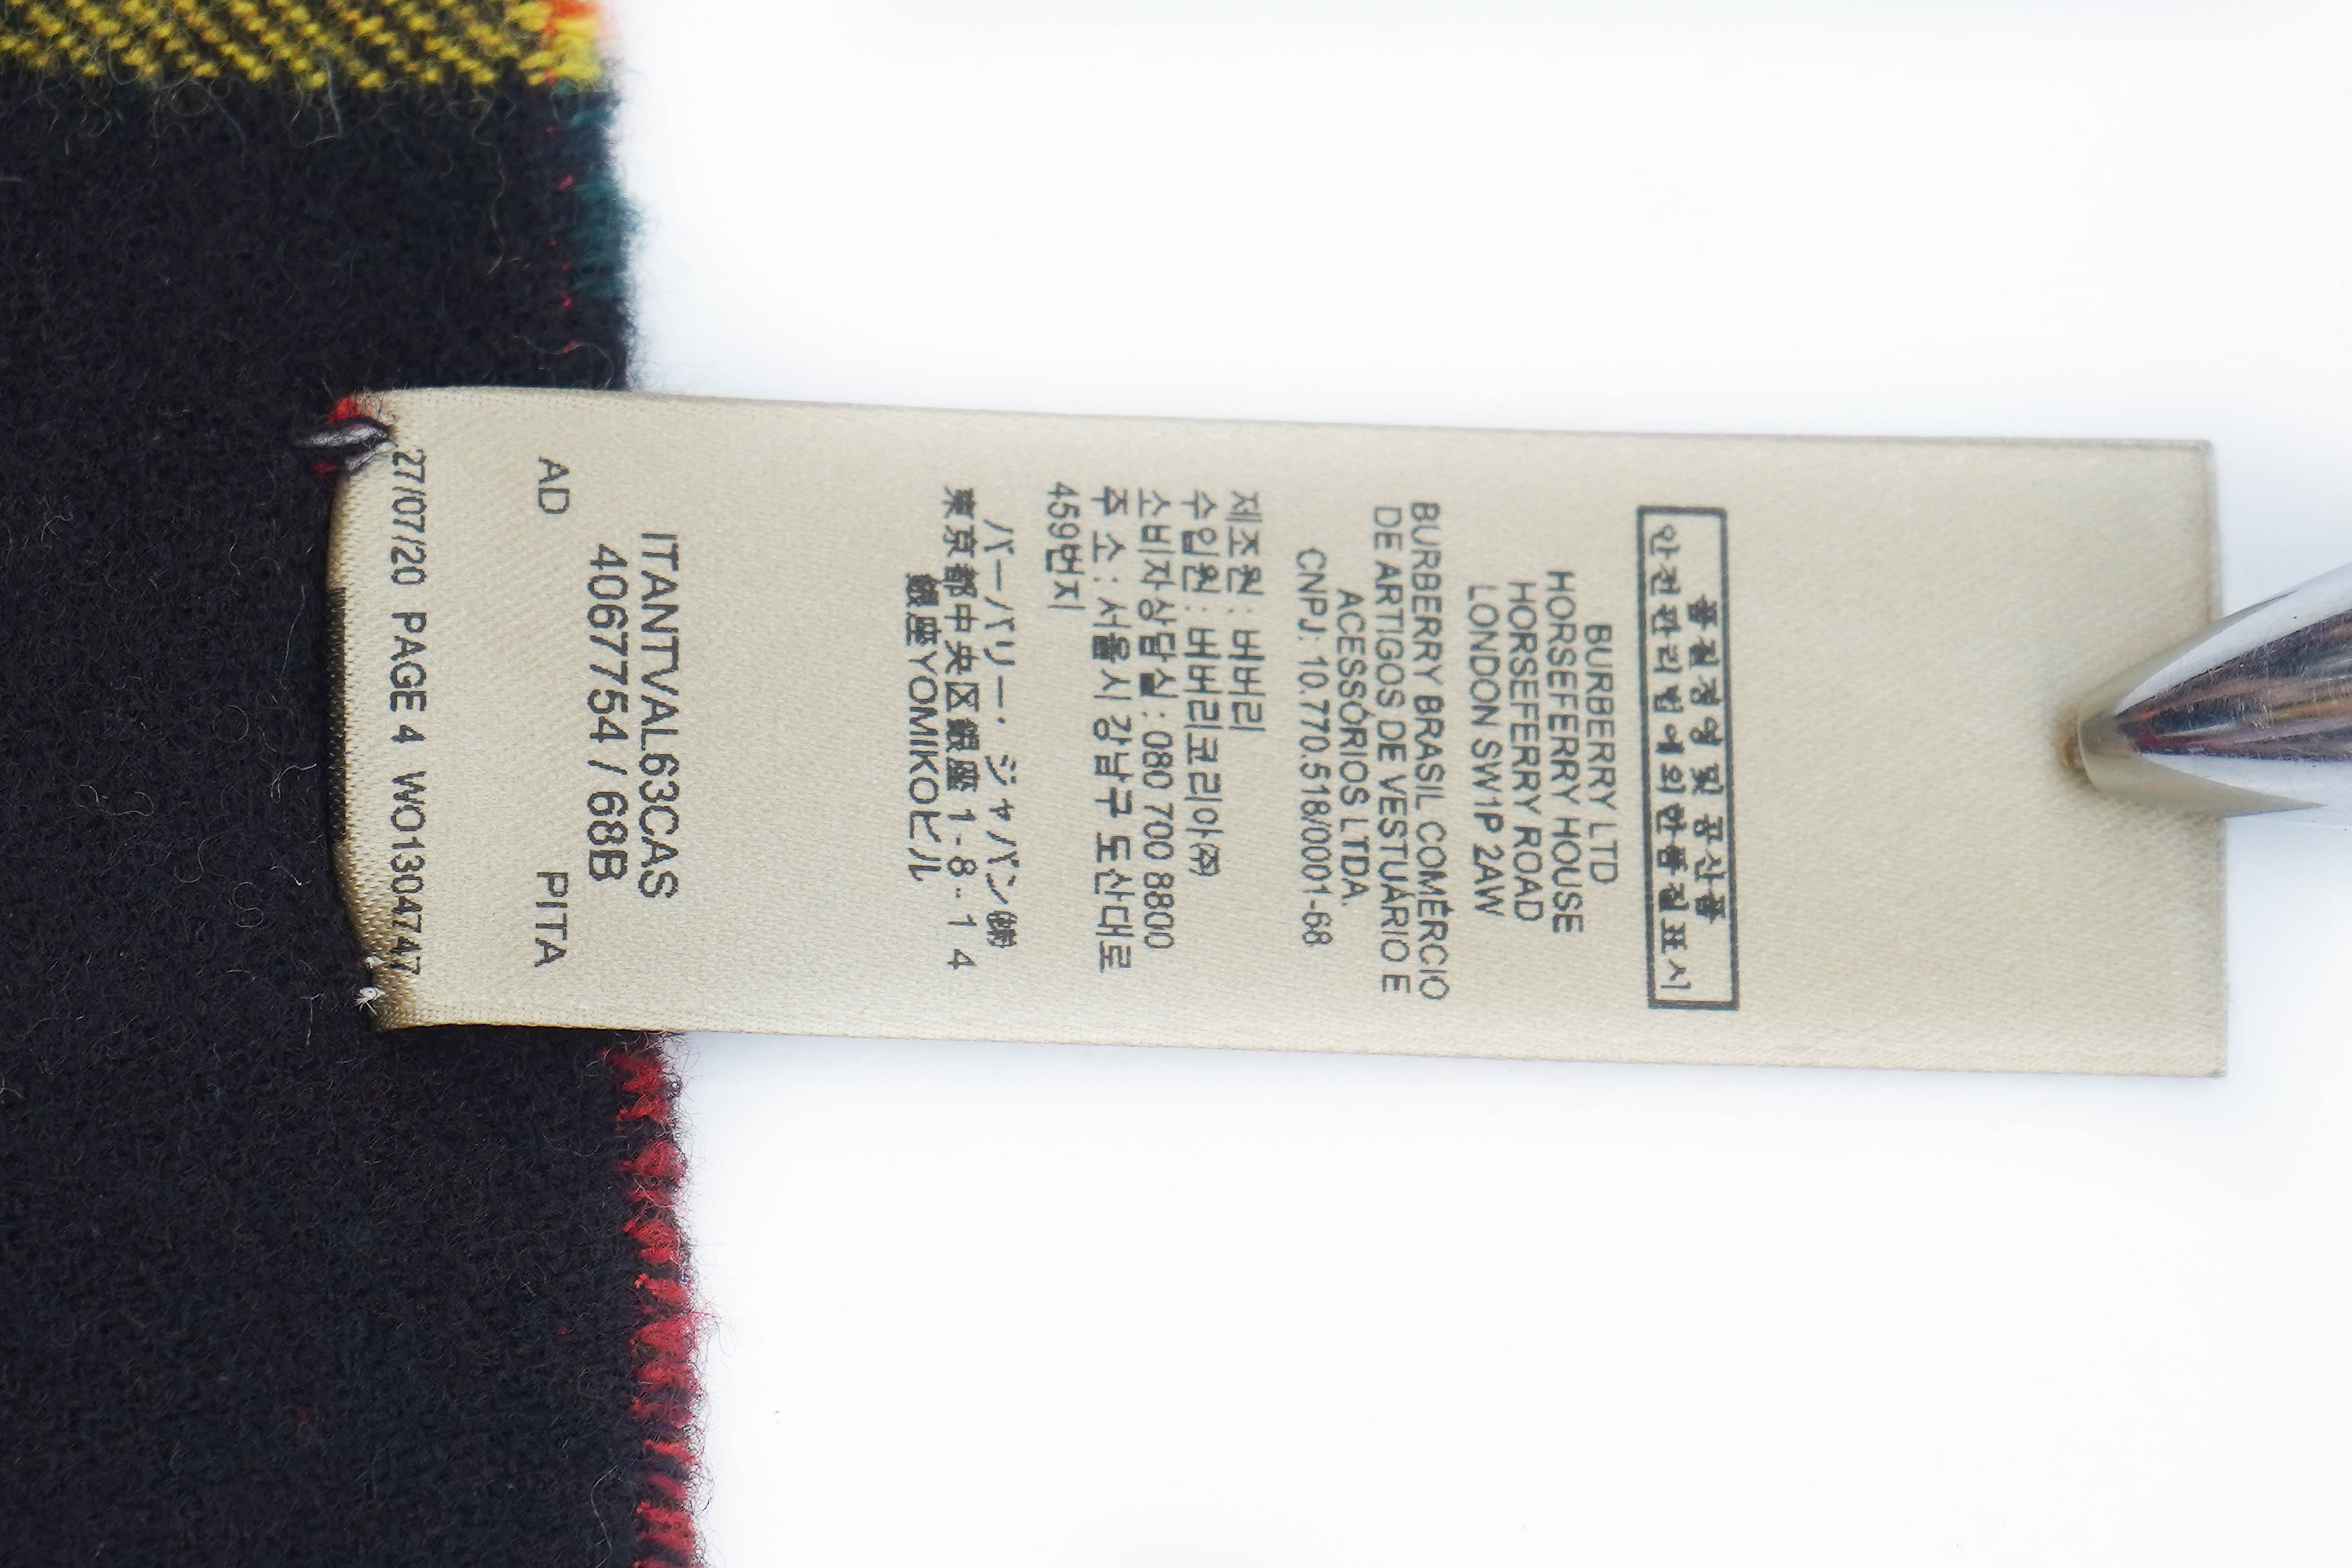 품질경영 및 공산품
안전관리법에 의한 품질표시
BURBERRY LTD
HORSEFERRY HOUSE
HORSEFERRY ROAD
LONDON SW1P 2AW
BURBERRY BRASIL COMÉRCIO
DE ARTIGOS DE VESTUÁRIO E
ACESSÓRIOS LTDA.
CNPJ: 10.770.518/0001-68
제조원 : 버버리
수입원 : 버버리코리아㈜
소비자상담실 : 080 700 8800
주 소 : 서울시 강남구 도산대로
459번지
バーバリー・ジャパン㈱
東京都中央区銀座1-8-14
銀座YOMIKOビル
ITANTVAL63CAS
4067754 / 68B
AD PITA
27/07/20 PAGE 4 WO1304747